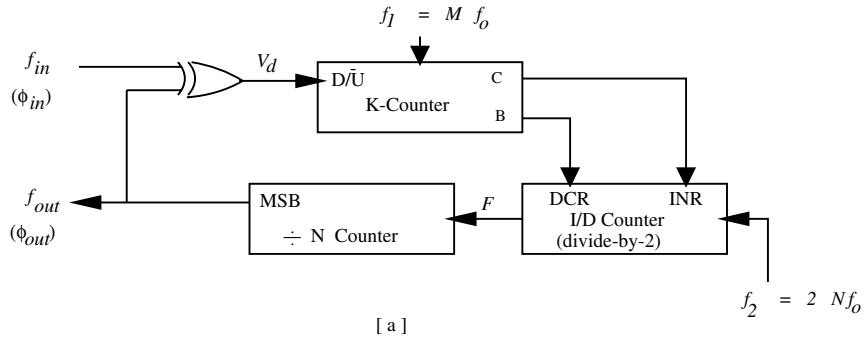 f1 = M fo
fin
(ϕin)
Vd
D/Ū
C
K-Counter
B
fout
(ϕout)
MSB
÷ N Counter
F
DCR
INR
I/D Counter
(divide-by-2)
f2 = 2 Nfo
[ a ]